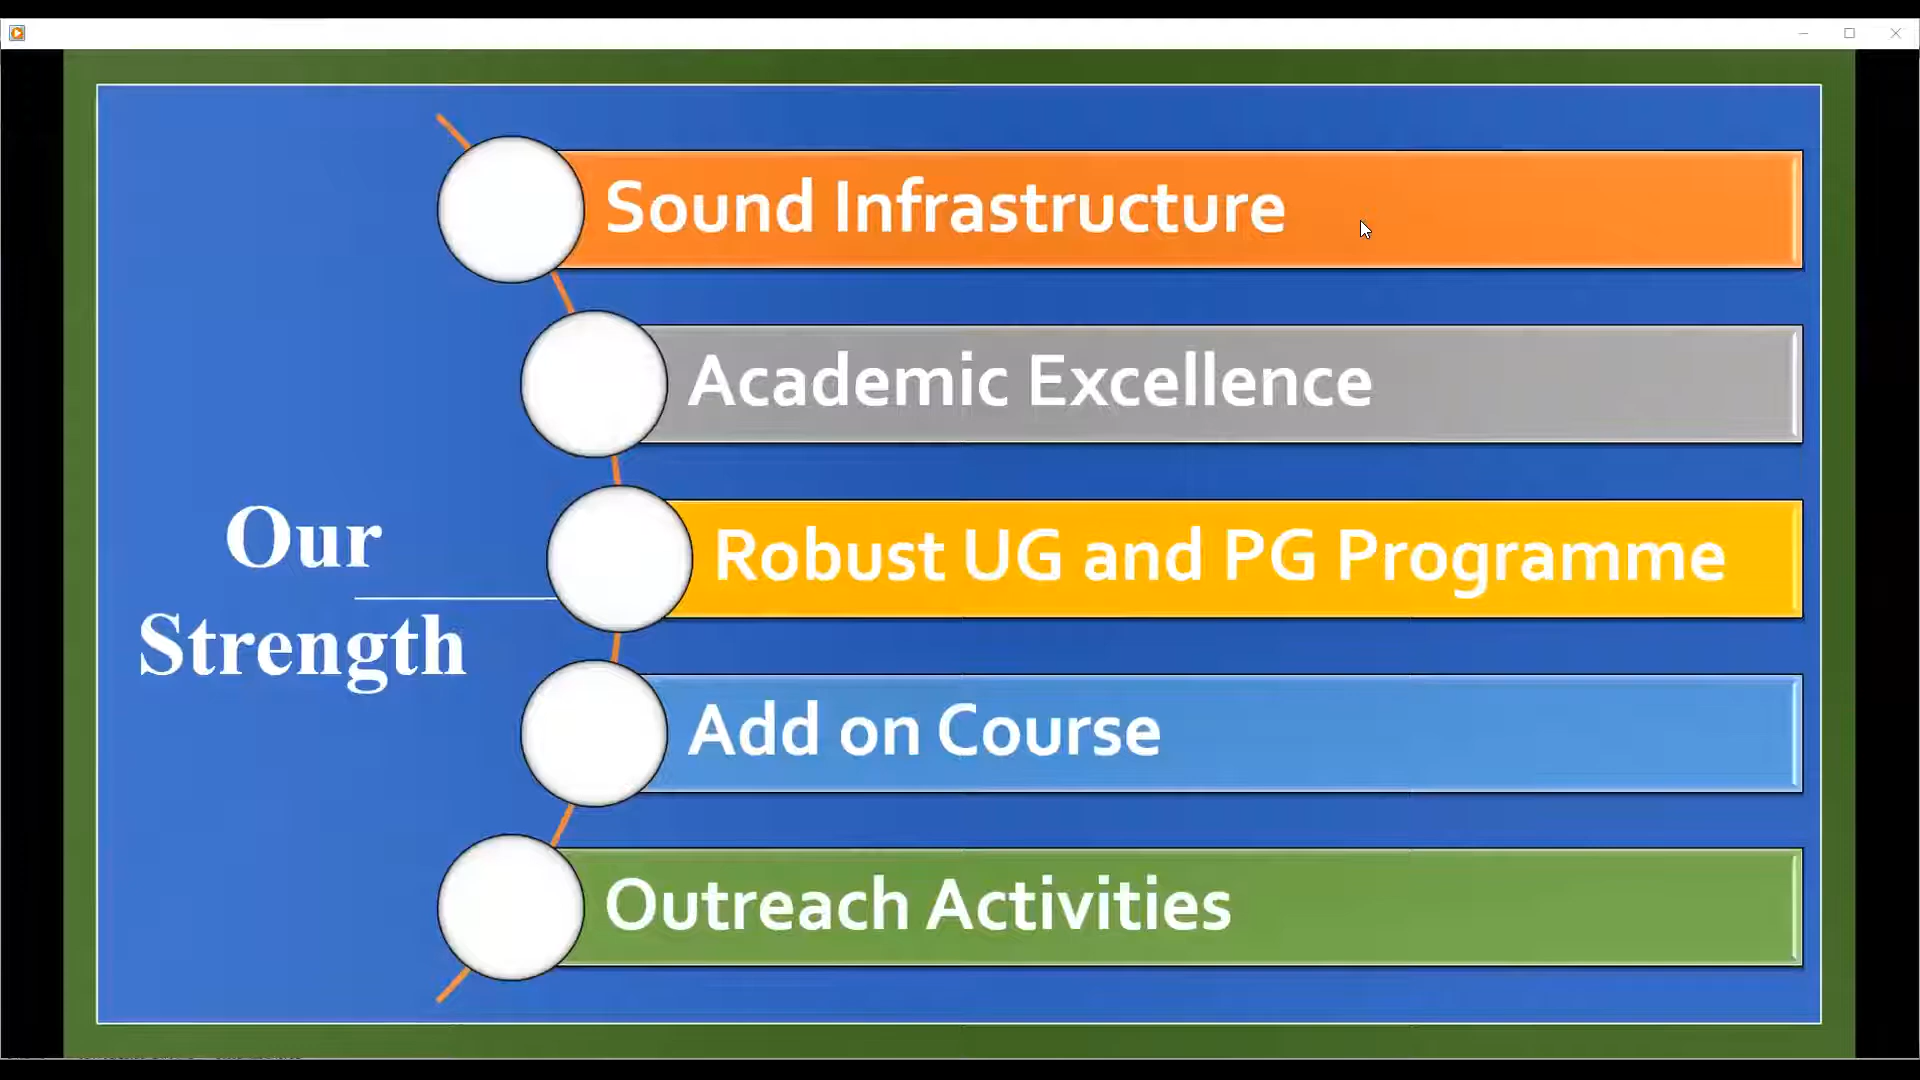 Our
Strength
Sound Infrastructure
Academic Excellence
Robust UG and PG Programme
Add on Course
Outreach Activities